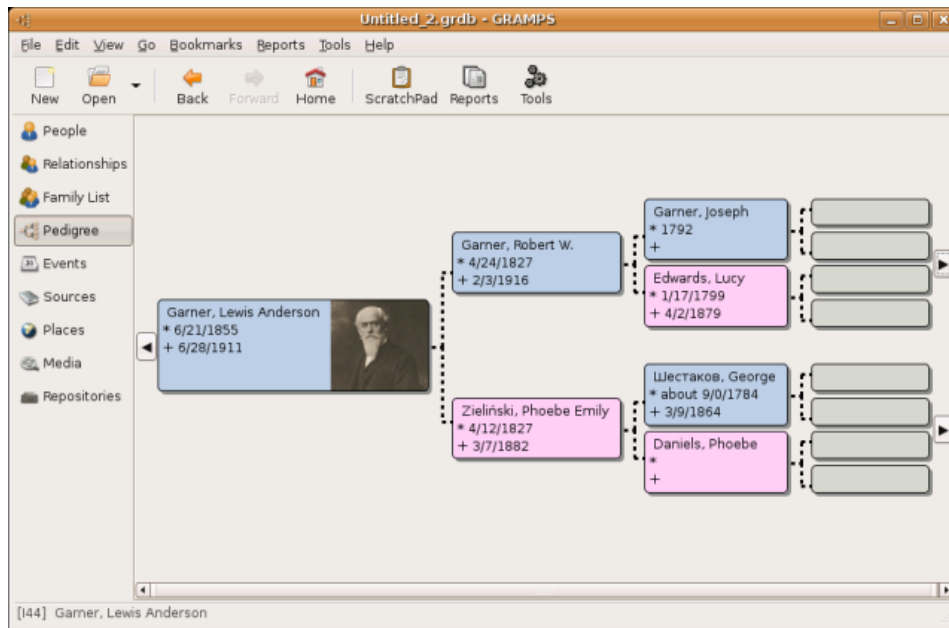 Untitled_2.grdb - GRAMPS
File Edit View Go Bookmarks Reports Tools Help
New Open Back Forward Home ScratchPad Reports Tools
People
Relationships
Family List
Pedigree
Events
Sources
Places
Media
Repositories
Garner, Lewis Anderson
* 6/21/1855
+ 6/28/1911
Garner, Robert W.
* 4/24/1827
+ 2/3/1916
Zieliński, Phoebe Emily
* 4/12/1827
+ 3/7/1882
Garner, Joseph
* 1792
+
Edwards, Lucy
* 1/17/1799
+ 4/2/1879
Шестаков, George
* about 9/0/1784
+ 3/9/1864
Daniels, Phoebe
*
+
[I44] Garner, Lewis Anderson